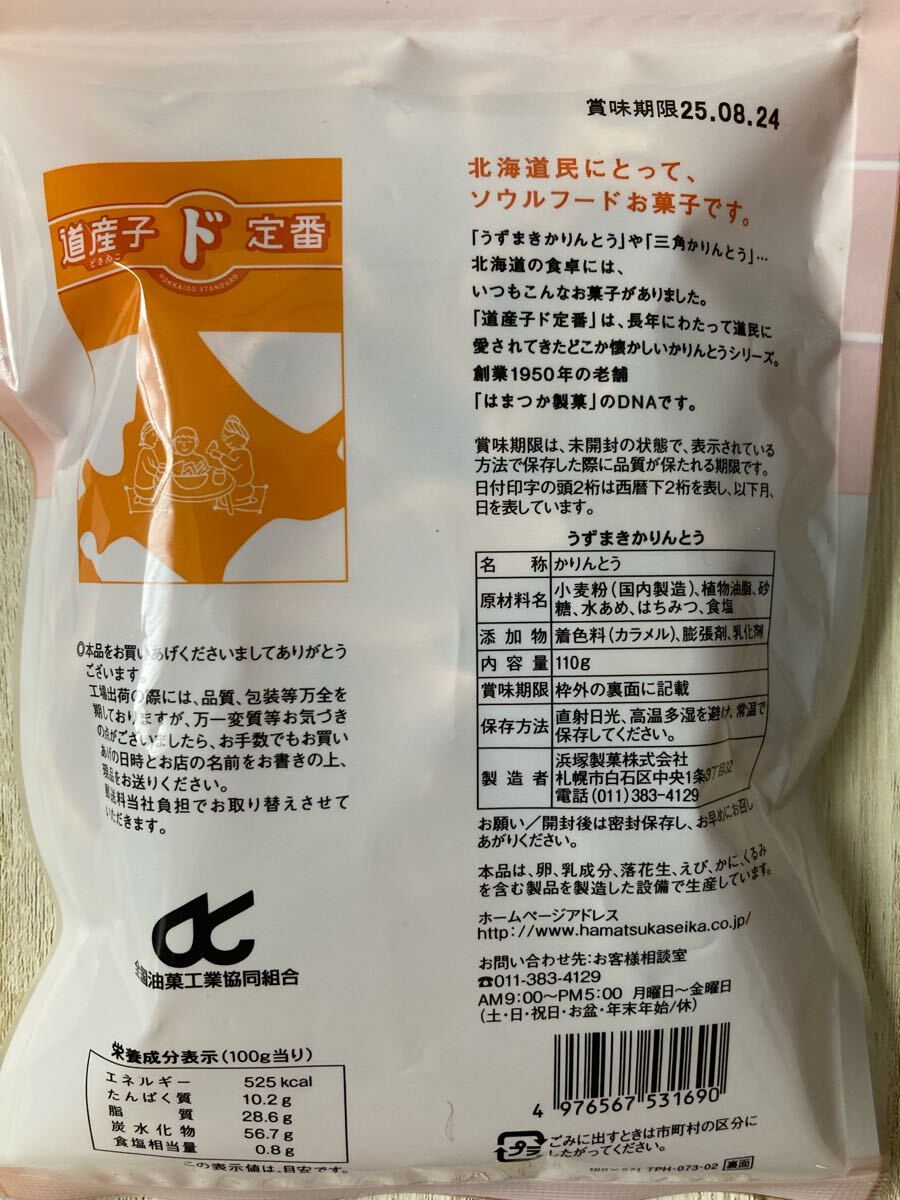 賞味期限25.08.24
道産子 ド 定番
どさんこ
HOKKAIDO STANDARD
北海道民にとって、
ソウルフードお菓子です。
「うずまきかりんとう」や「三角かりんとう」…
北海道の食卓には、
いつもこんなお菓子がありました。
「道産子ド定番」は、長年にわたって道民に
愛されてきたどこか懐かしいかりんとうシリーズ。
創業1950年の老舗
「はまつか製菓」のDNAです。
賞味期限は、未開封の状態で、表示されている
方法で保存した際に品質が保たれる期限です。
日付印字の頭2桁は西暦下2桁を表し、以下月、
日を表しています。
うずまきかりんとう
名称 かりんとう
原材料名 小麦粉(国内製造)、植物油脂、砂
糖、水あめ、はちみつ、食塩
添加物 着色料(カラメル)、膨張剤、乳化剤
内容量 110g
賞味期限 枠外の裏面に記載
保存方法 直射日光、高温多湿を避け、常温で
保存してください。
製造者 浜塚製菓株式会社
札幌市白石区中央1条3丁目32
電話(011)383-4129
お願い/開封後は密封保存し、お早めにお召し
あがりください。
本品は、卵、乳成分、落花生、えび、かに、くるみ
を含む製品を製造した設備で生産しています。
ホームページアドレス
http://www.hamatsukaseika.co.jp/
お問い合わせ先:お客様相談室
☎011-383-4129
AM9:00~PM5:00 月曜日~金曜日
(土・日・祝日・お盆・年末年始/休)
4 976567 531690
プラ
ごみに出すときは市町村の区分に
したがってください。
TPH-073-02 裏面
◎本品をお買いあげくださいましてありがとう
ございます。
工場出荷の際には、品質、包装等万全を
期しておりますが、万一変質等お気づき
の点がございましたら、お手数でもお買い
あげの日時とお店の名前をお書きの上、
現品をお送りください。
郵送料当社負担でお取り替えさせて
いただきます。
全国油菓工業協同組合
栄養成分表示(100g当り)
エネルギー 525kcal
たんぱく質 10.2g
脂質 28.6g
炭水化物 56.7g
食塩相当量 0.8g
この表示値は、目安です。